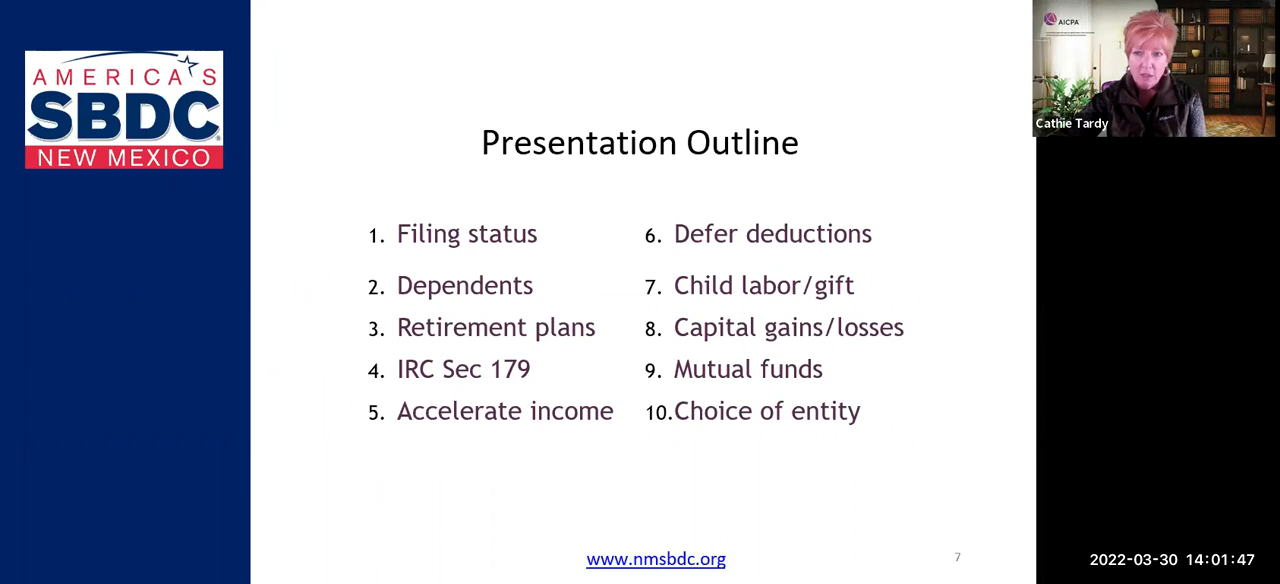 AMERICA'S
SBDC
NEW MEXICO
Presentation Outline
1. Filing status
2. Dependents
3. Retirement plans
4. IRC Sec 179
5. Accelerate income
6. Defer deductions
7. Child labor/gift
8. Capital gains/losses
9. Mutual funds
10.Choice of entity
www.nmsbdc.org
7
AICPA
Cathie Tardy
2022-03-30 14:01:47